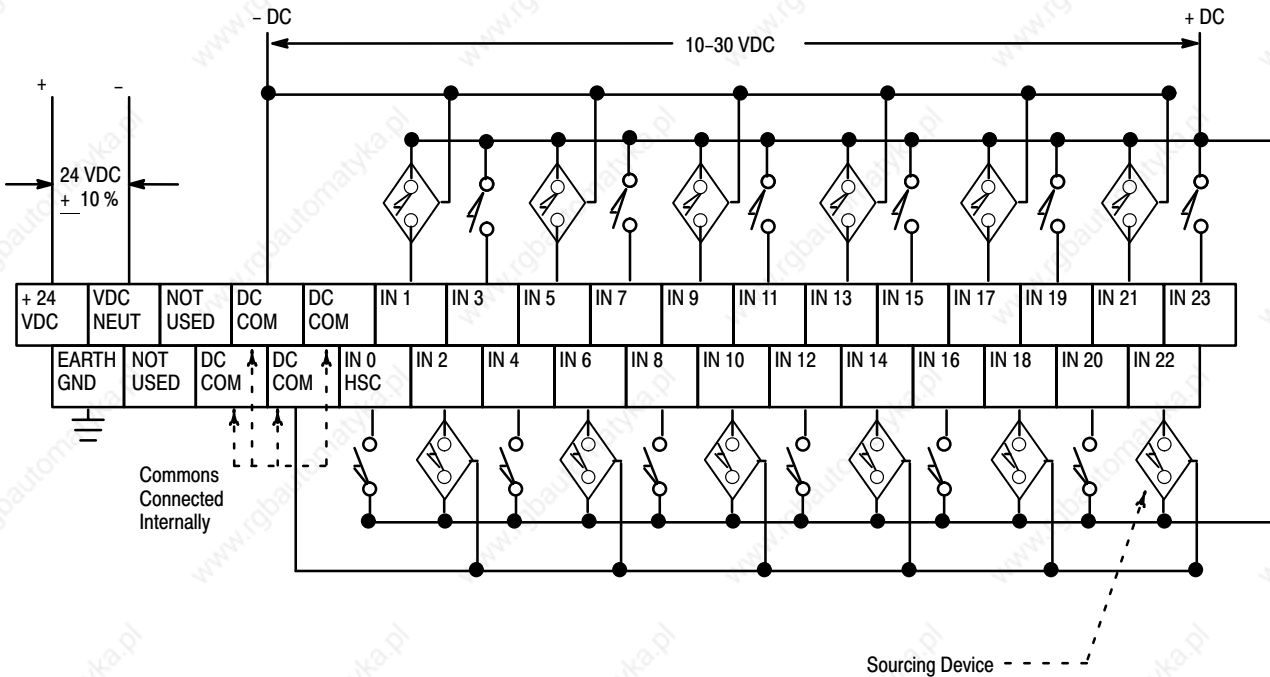 – DC
+ DC
10–30 VDC
+
–
24 VDC
+ 10 %
+ 24
VDC
VDC
NEUT
NOT
USED
DC
COM
DC
COM
IN 1
IN 3
IN 5
IN 7
IN 9
IN 11
IN 13
IN 15
IN 17
IN 19
IN 21
IN 23
EARTH
GND
NOT
USED
DC
COM
DC
COM
IN 0
HSC
IN 2
IN 4
IN 6
IN 8
IN 10
IN 12
IN 14
IN 16
IN 18
IN 20
IN 22
Commons
Connected
Internally
Sourcing Device
www.rgbautomatyka.pl